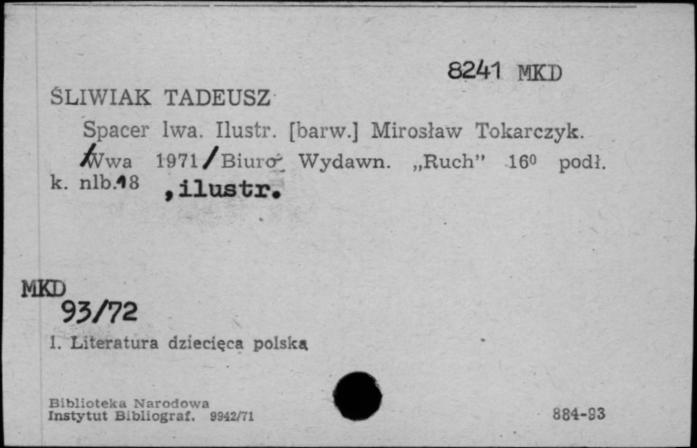 8241 MKD
ŚLIWIAK TADEUSZ
Spacer lwa. Ilustr. [barw.] Mirosław Tokarczyk.
/Wwa 1971/Biuro Wydawn. „Ruch” 16⁰ podł.
k. nlb. 18 , ilustr.
MKD
93/72
1. Literatura dziecięca polska
Biblioteka Narodowa
Instytut Bibliograf. 9942/71
884-93